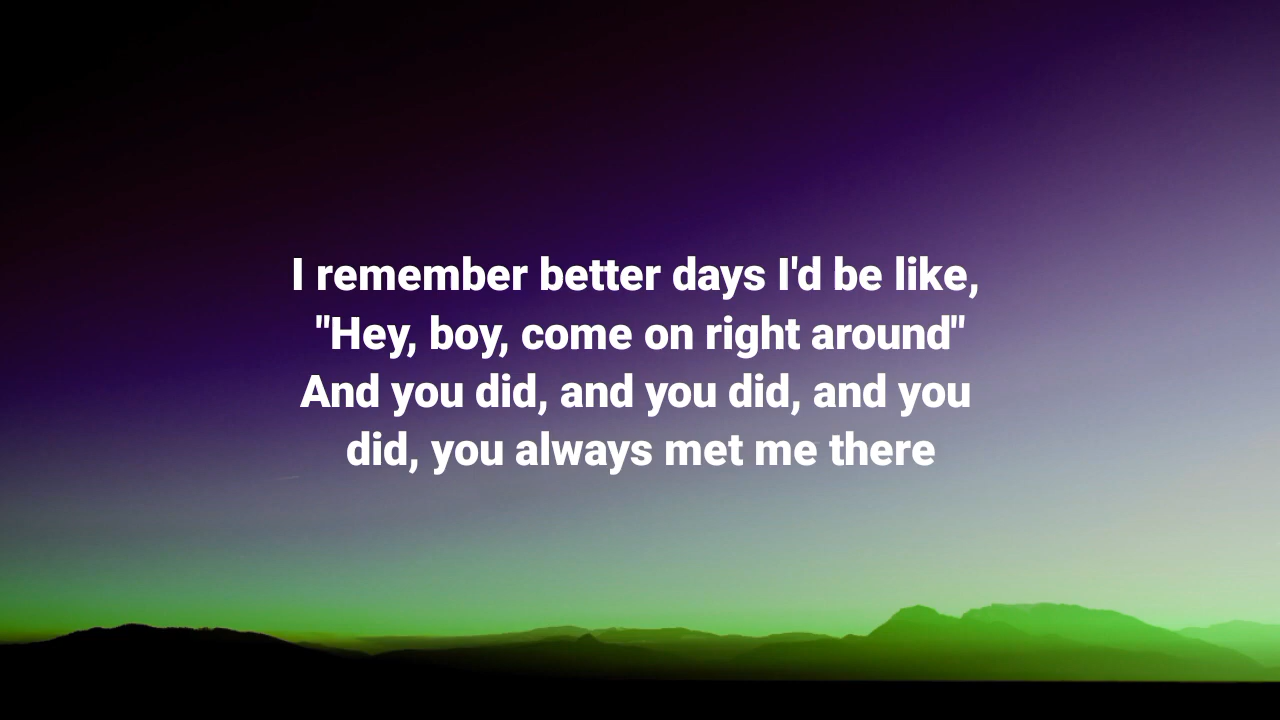 I remember better days I'd be like,
"Hey, boy, come on right around"
And you did, and you did, and you
did, you always met me there